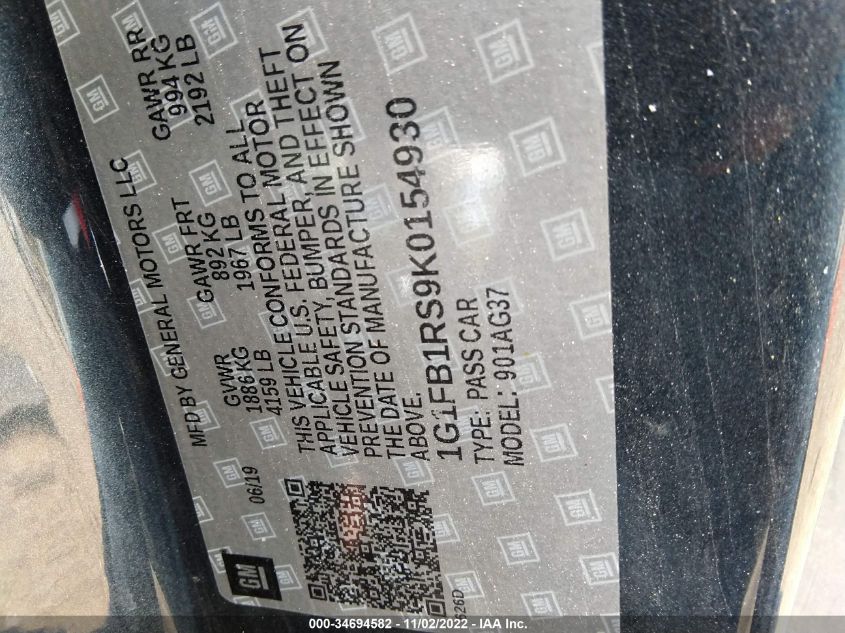 GM
06/19
MFD BY GENERAL MOTORS LLC
GVWR GAWR FRT GAWR RR
1886 KG 892 KG 994 KG
4159 LB 1967 LB 2192 LB
THIS VEHICLE CONFORMS TO ALL
APPLICABLE U.S. FEDERAL MOTOR
VEHICLE SAFETY, BUMPER, AND THEFT
PREVENTION STANDARDS IN EFFECT ON
THE DATE OF MANUFACTURE SHOWN
ABOVE.
1G1FB1RS9K0154930
TYPE: PASS CAR
MODEL: 901AG37
000-34694582 - 11/02/2022 - IAA Inc.